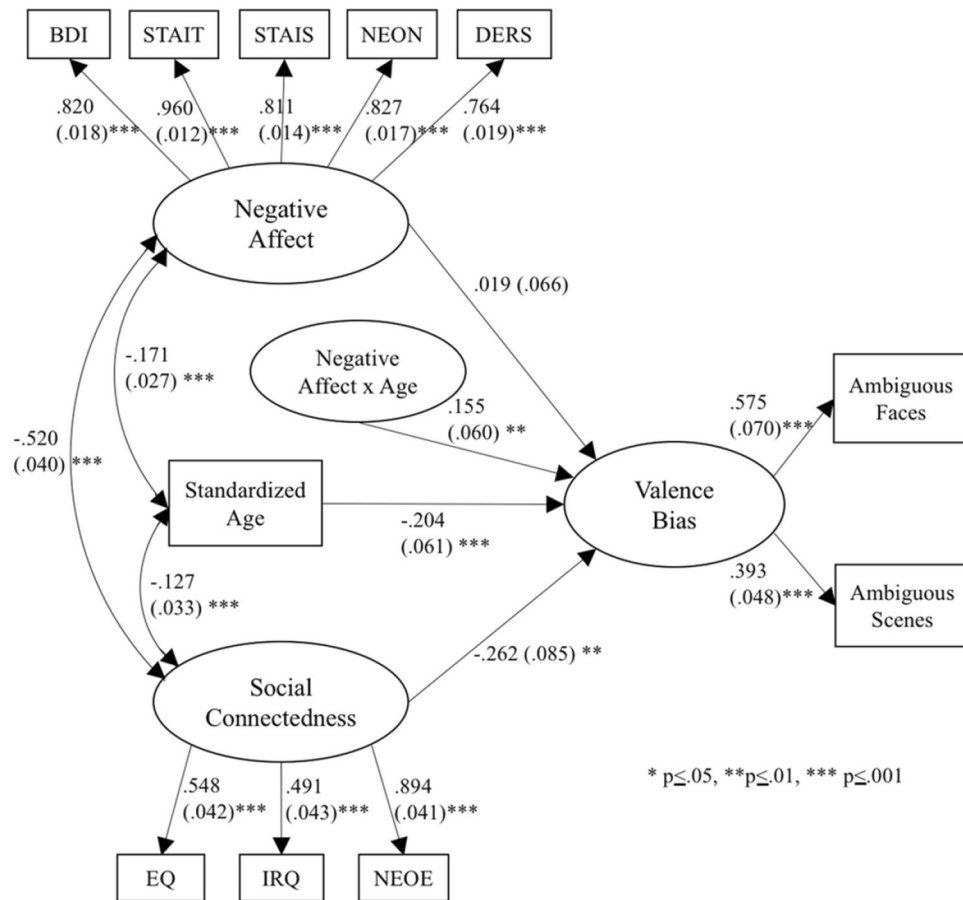 BDI
STAIT
STAIS
NEON
DERS
.820
(.018)***
.960
(.012)***
.811
(.014)***
.827
(.017)***
.764
(.019)***
Negative
Affect
.019 (.066)
-.171
(.027) ***
Negative
Affect x Age
.155
(.060) **
-.520
(.040) ***
Standardized
Age
-.204
(.061) ***
Valence
Bias
.575
(.070)***
Ambiguous
Faces
.393
(.048)***
Ambiguous
Scenes
-.127
(.033) ***
-.262 (.085) **
Social
Connectedness
.548
(.042)***
.491
(.043)***
.894
(.041)***
* p≤.05, **p≤.01, *** p≤.001
EQ
IRQ
NEOE